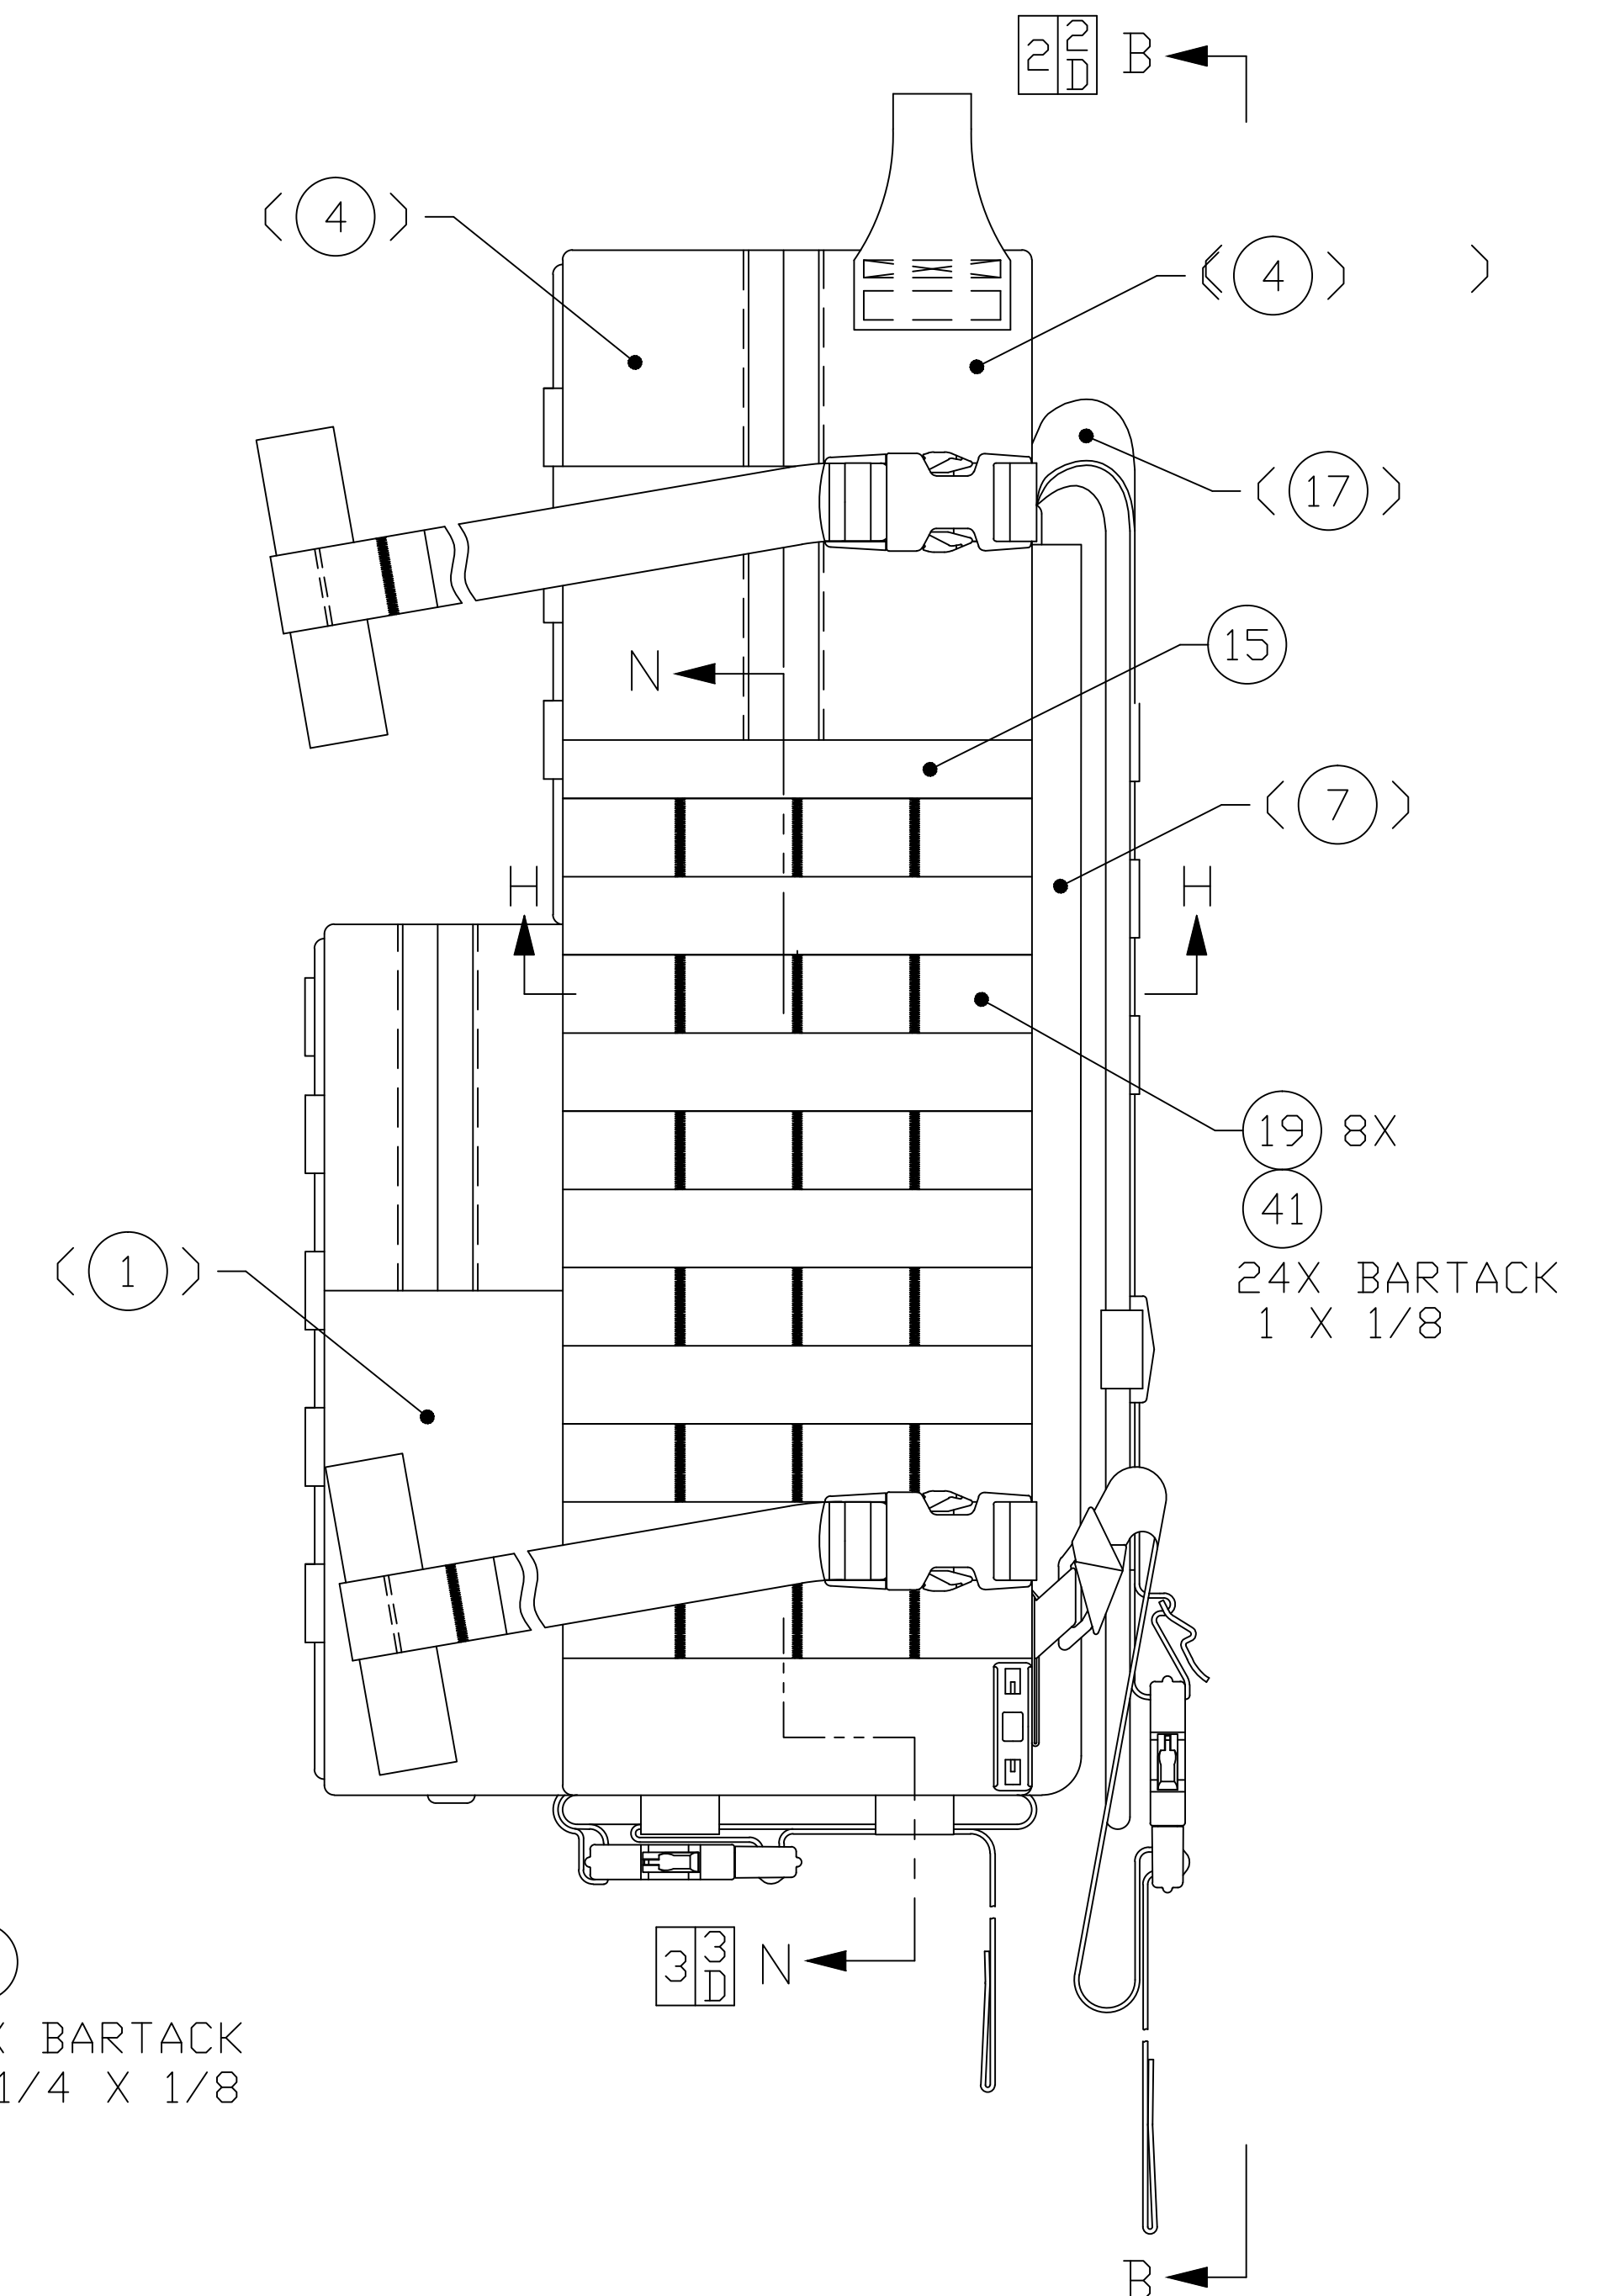 2 2 B
D
( 4 )
( ( 4 ) )
( 17 )
15
N
( 7 )
H H
19 8X
41
24X BARTACK
1 X 1/8
( 1 )
3 3 N
D
X BARTACK
1/4 X 1/8
B